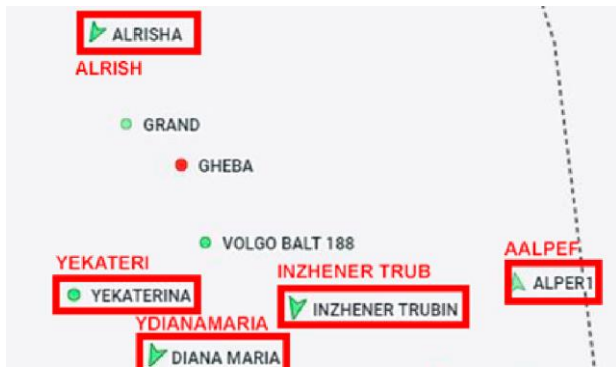 ALRISHA
ALRISH
GRAND
GHEBA
VOLGO BALT 188
YEKATERI
INZHENER TRUB
AALPEF
YEKATERINA
INZHENER TRUBIN
ALPER1
YDIANAMARIA
DIANA MARIA